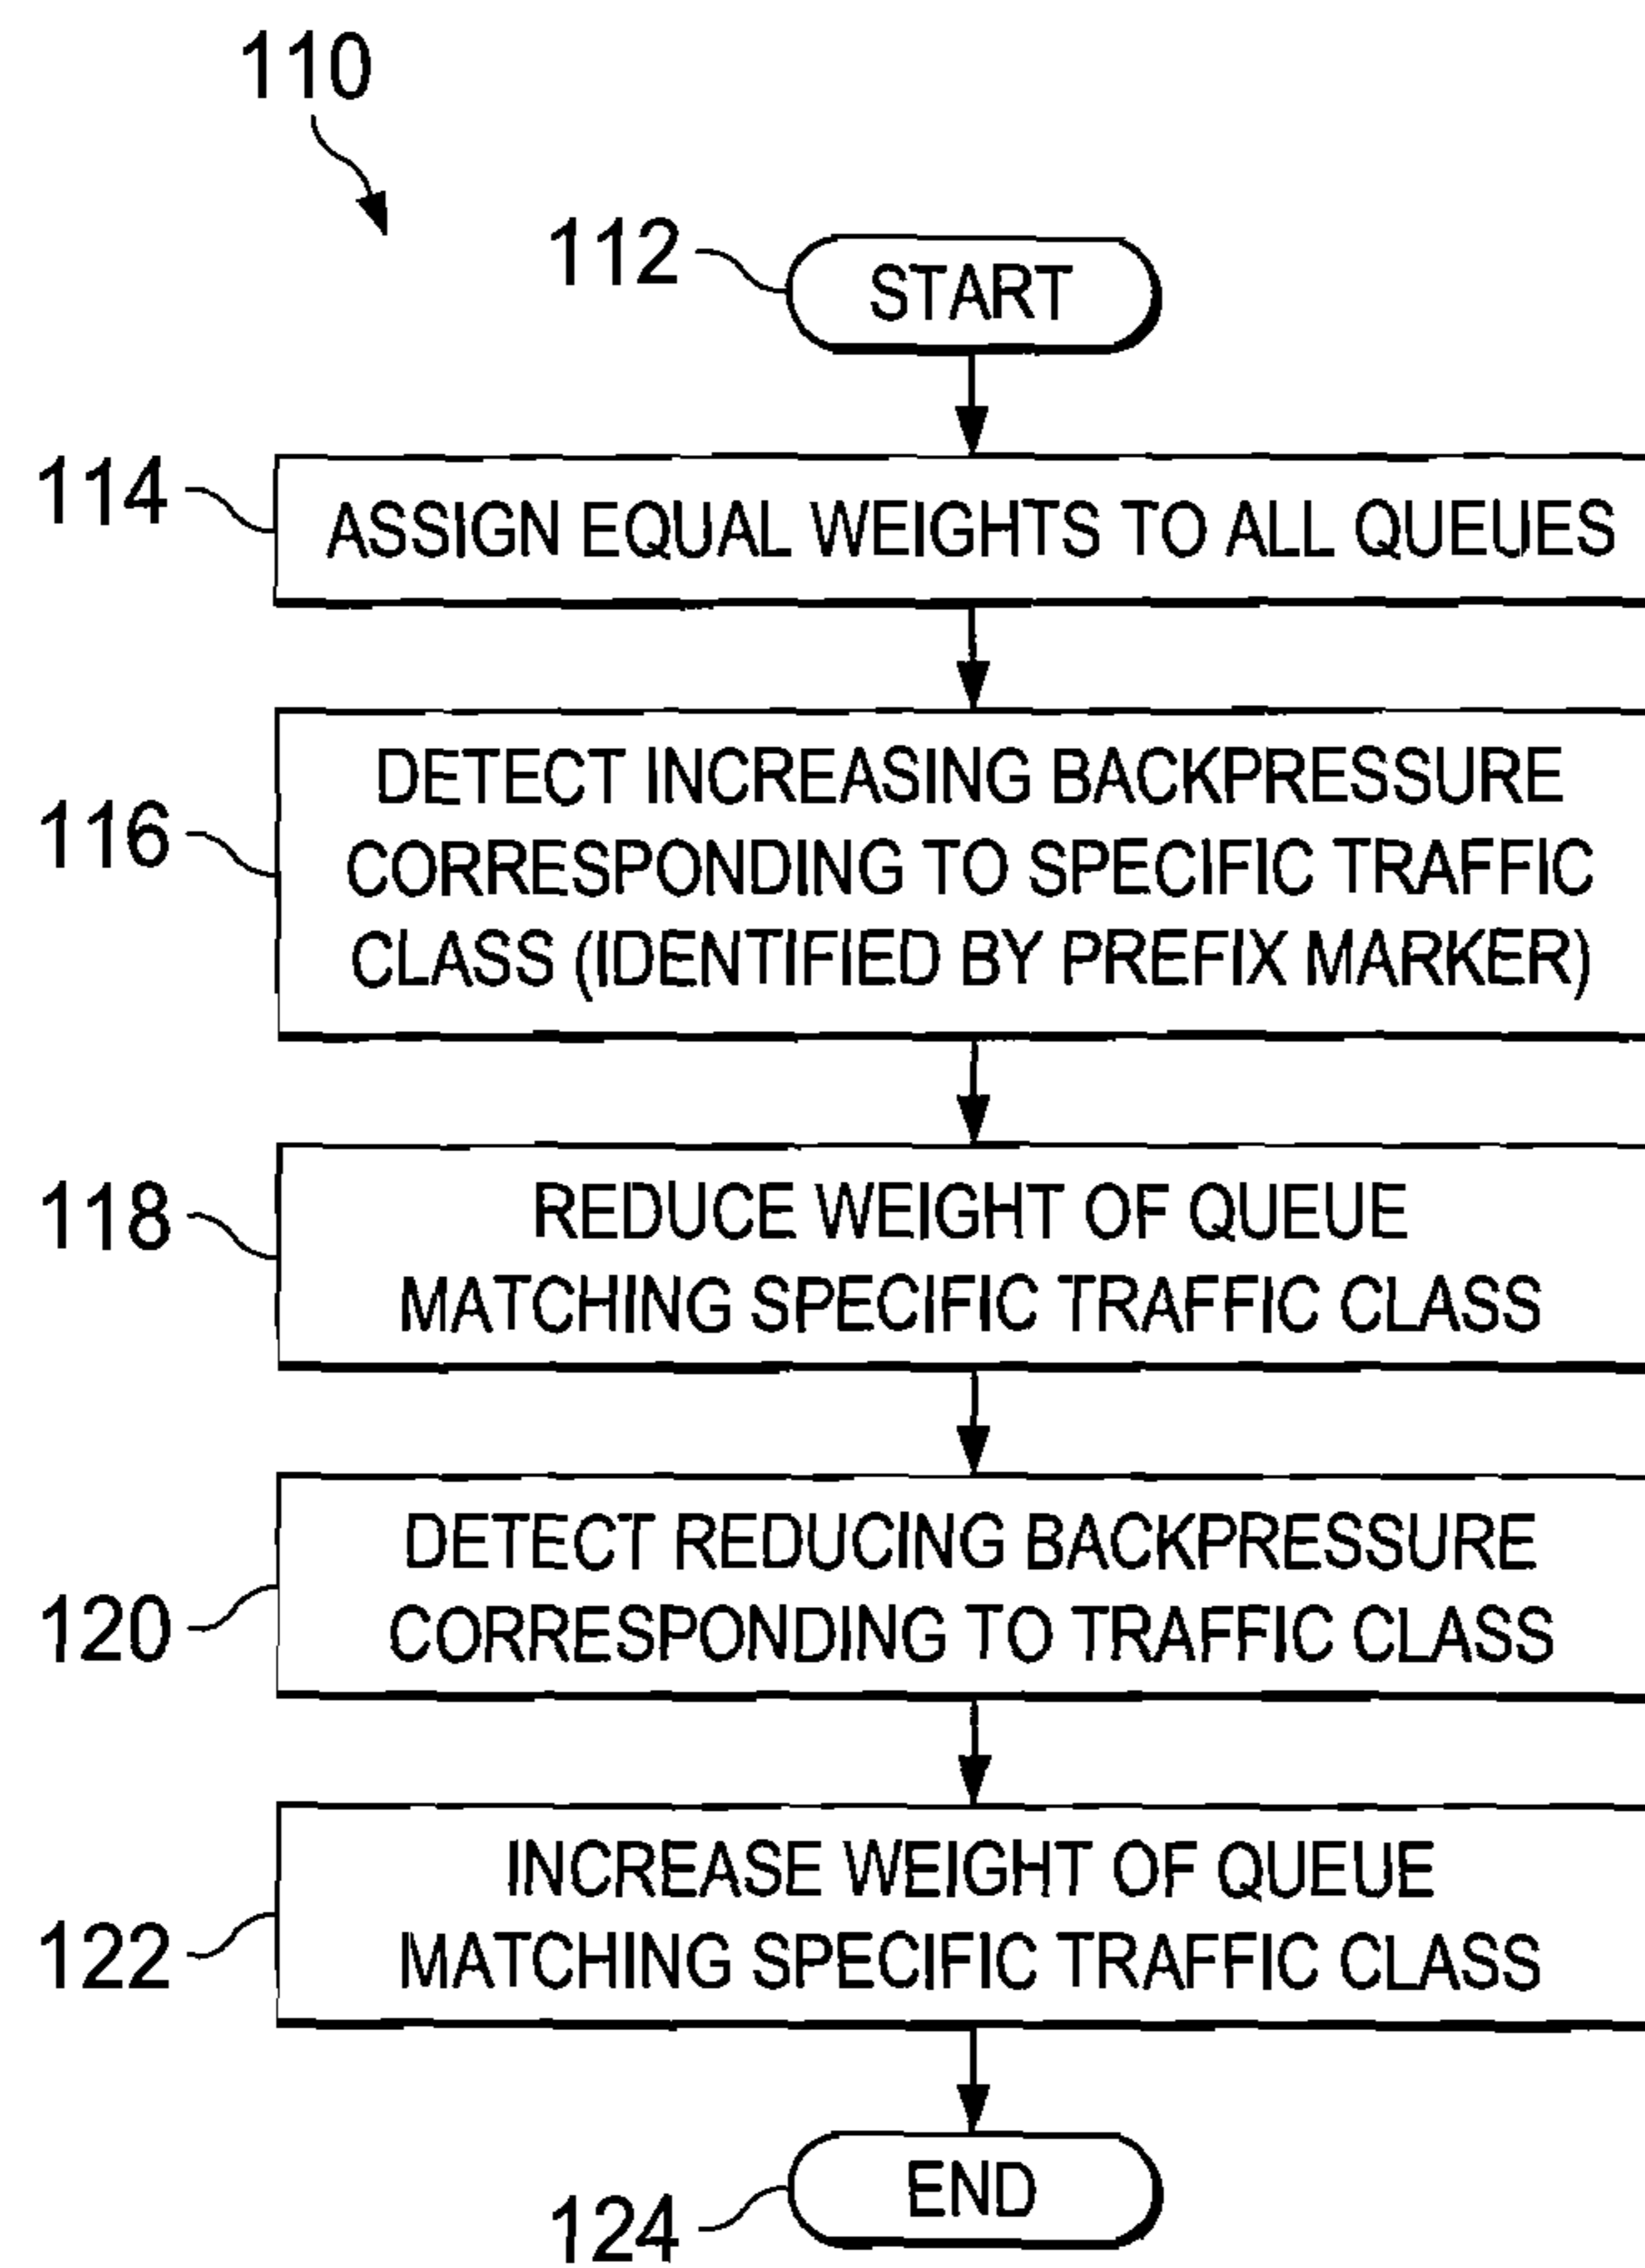 110
112
START
114
ASSIGN EQUAL WEIGHTS TO ALL QUEUES
116
DETECT INCREASING BACKPRESSURE
CORRESPONDING TO SPECIFIC TRAFFIC
CLASS (IDENTIFIED BY PREFIX MARKER)
118
REDUCE WEIGHT OF QUEUE
MATCHING SPECIFIC TRAFFIC CLASS
120
DETECT REDUCING BACKPRESSURE
CORRESPONDING TO TRAFFIC CLASS
122
INCREASE WEIGHT OF QUEUE
MATCHING SPECIFIC TRAFFIC CLASS
124
END